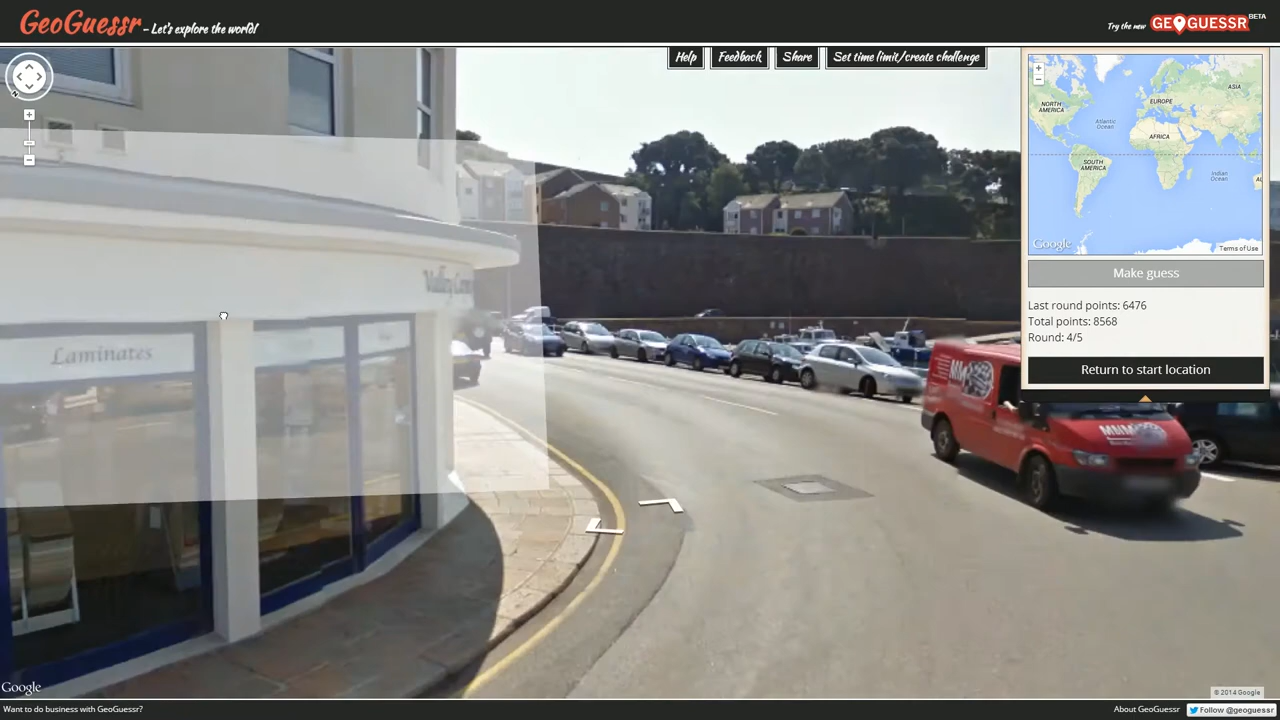 GeoGuessr – Let's explore the world!
Try the new GEOGUESSR BETA
Help Feedback Share Set time limit/create challenge
NORTH AMERICA
EUROPE
ASIA
Atlantic Ocean
AFRICA
SOUTH AMERICA
Indian Ocean
AU
Google
Terms of Use
Make guess
Last round points: 6476
Total points: 8568
Round: 4/5
Return to start location
Laminates
Google
© 2014 Google
Want to do business with GeoGuessr?
About GeoGuessr
Follow @geoguessr